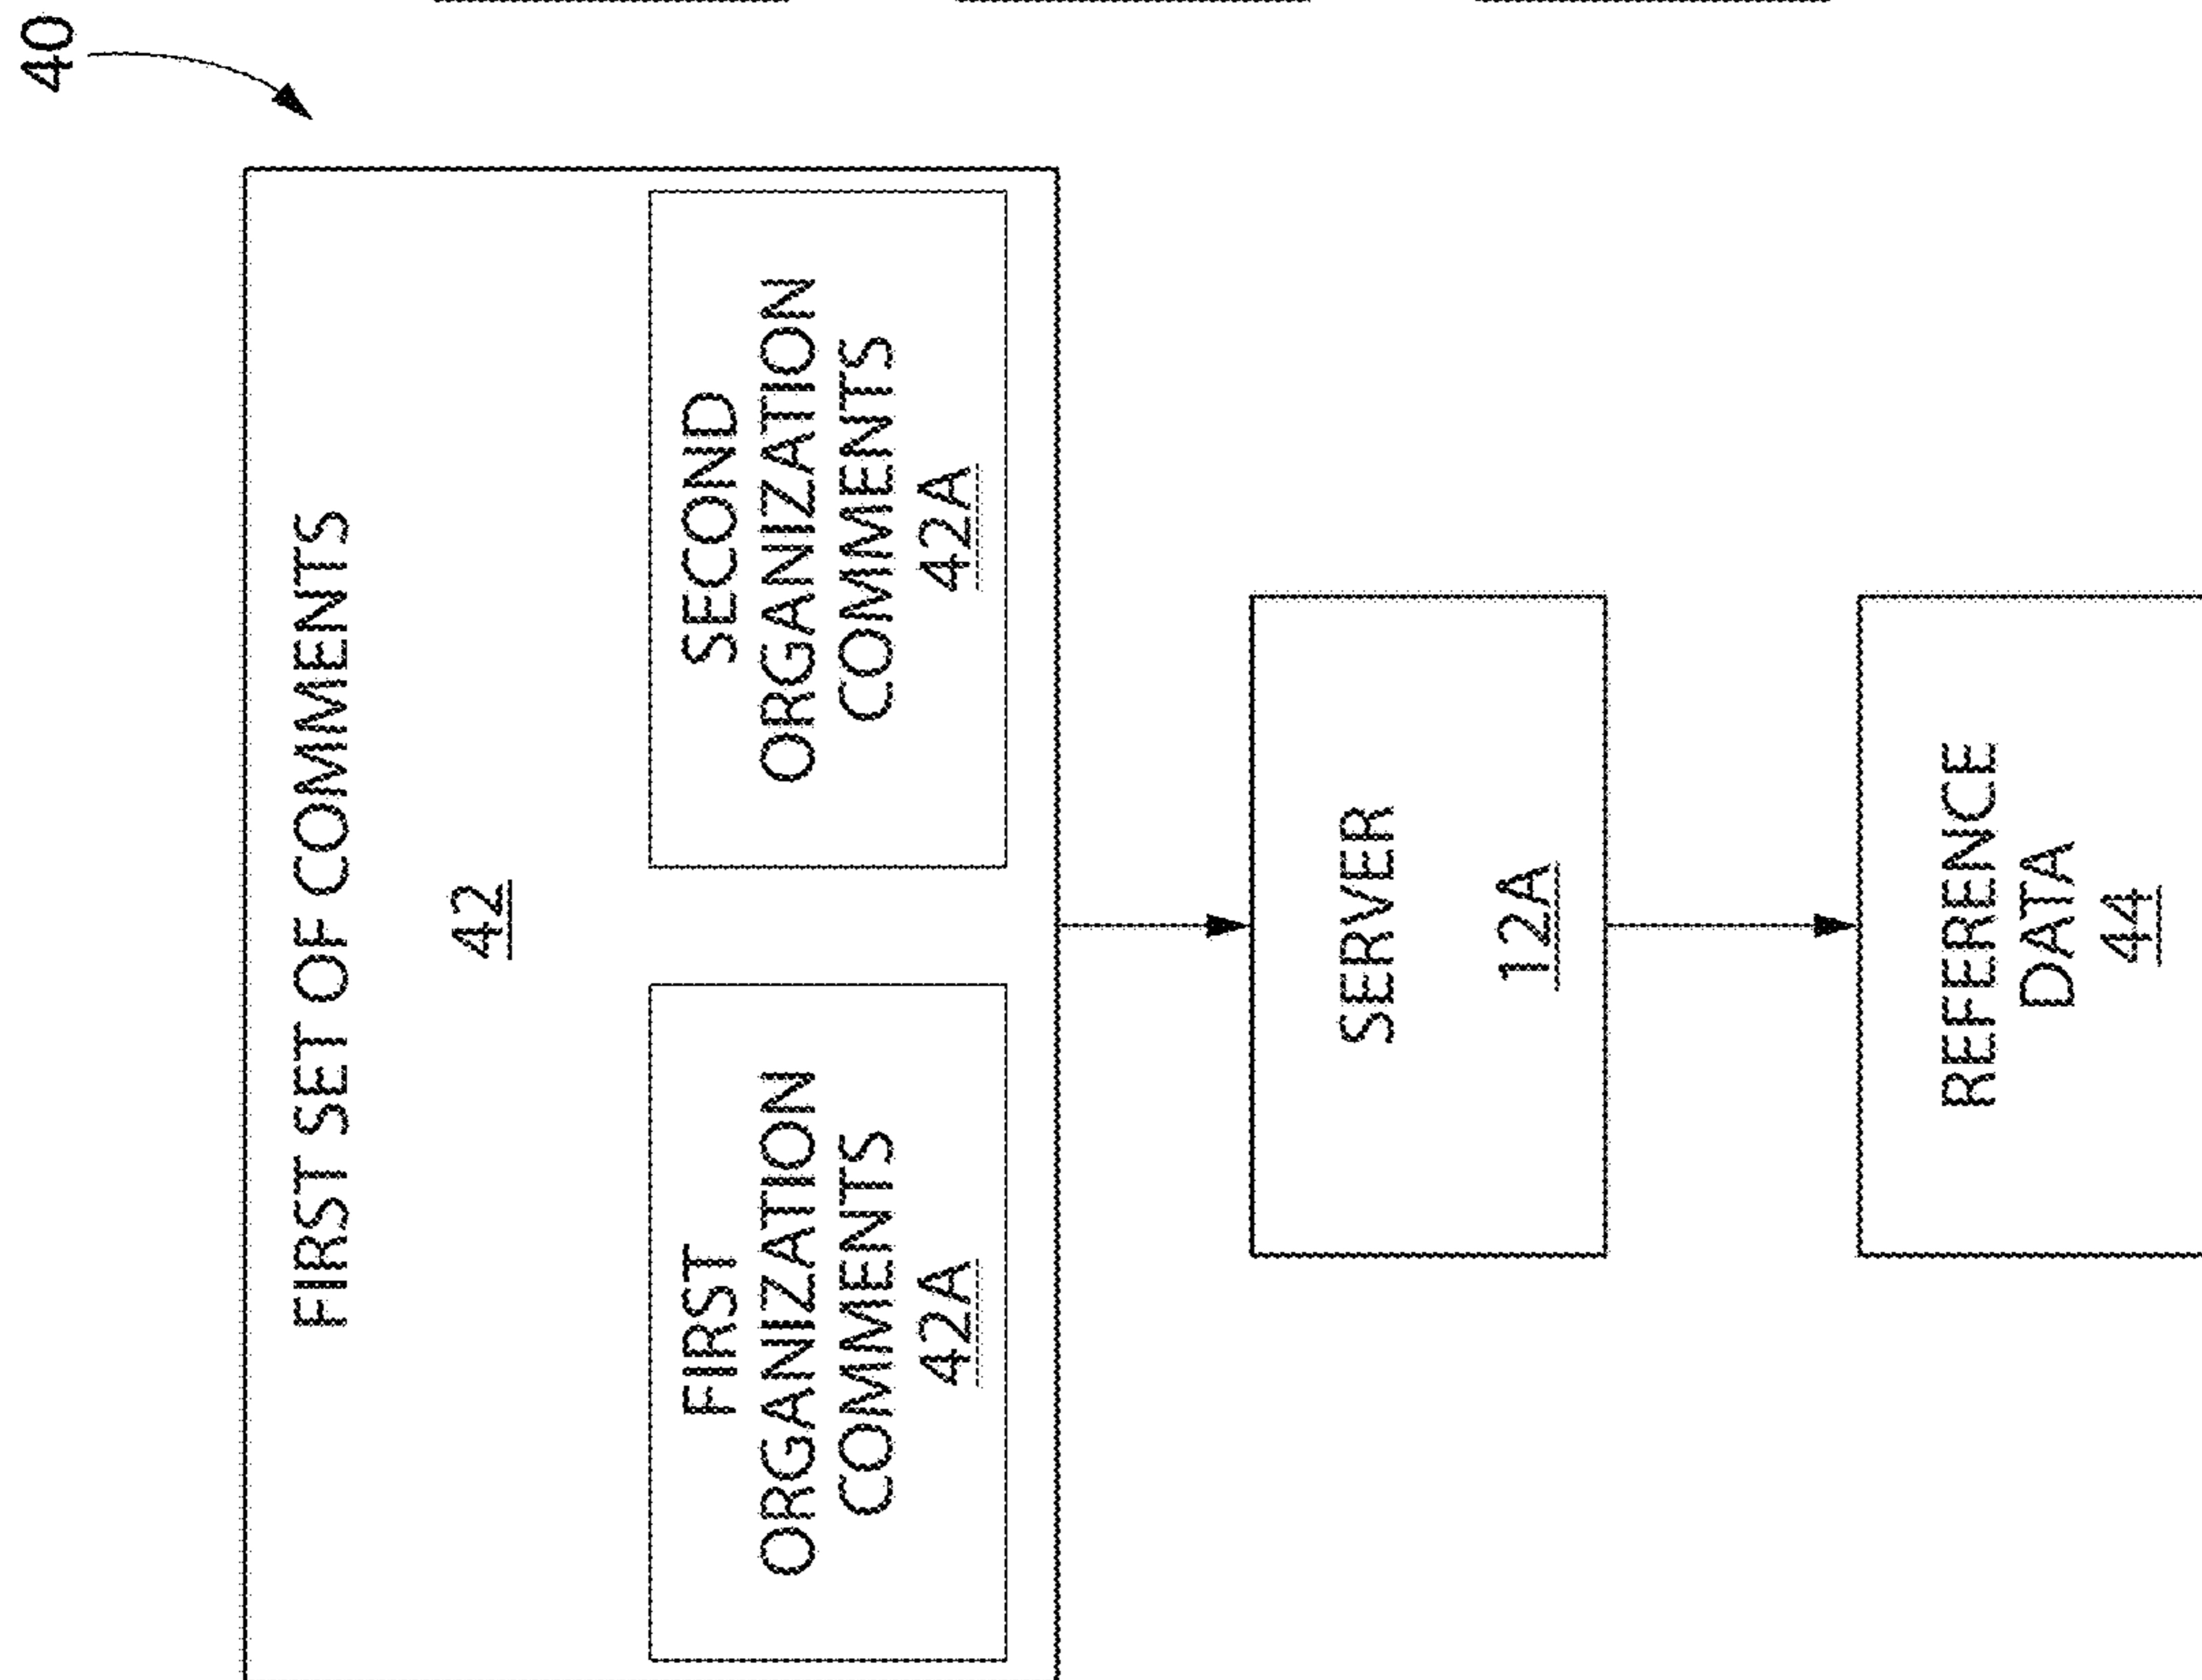 40
FIRST SET OF COMMENTS
42
FIRST
ORGANIZATION
COMMENTS
42A
SECOND
ORGANIZATION
COMMENTS
42A
SERVER
12A
REFERENCE
DATA
44